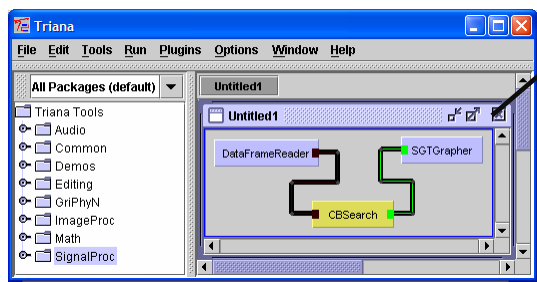 Triana
File Edit Tools Run Plugins Options Window Help
All Packages (default)
Untitled1
Triana Tools
Audio
Common
Demos
Editing
GriPhyN
ImageProc
Math
SignalProc
Untitled1
DataFrameReader
SGTGrapher
CBSearch